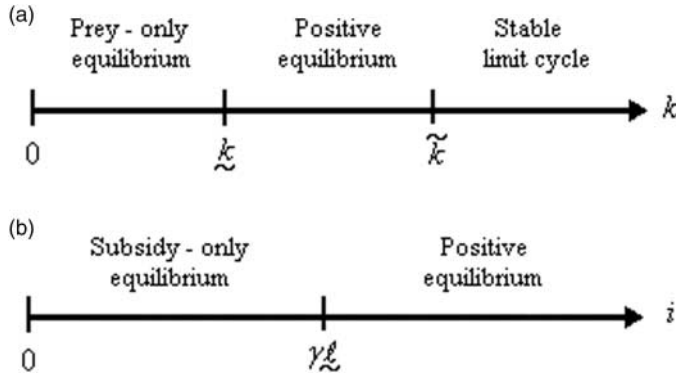 (a)
Prey - only equilibrium
Positive equilibrium
Stable limit cycle
0
k̰
k̃
k
(b)
Subsidy - only equilibrium
Positive equilibrium
0
γℓ̰
i